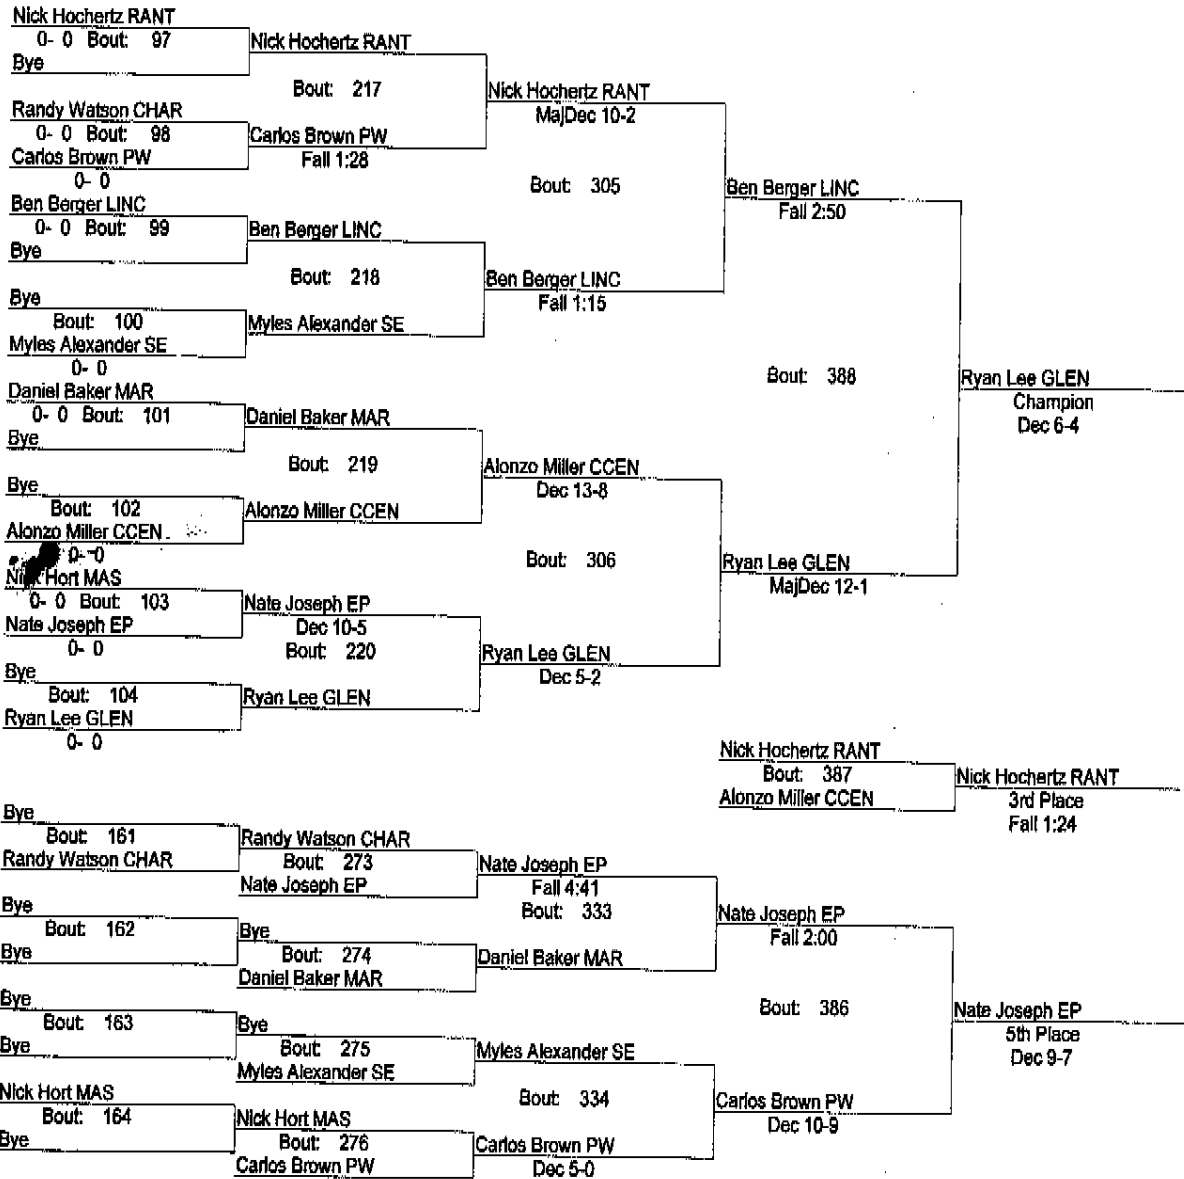 Nick Hochertz RANT
0- 0 Bout: 97
Bye
Nick Hochertz RANT
Bout: 217
Randy Watson CHAR
0- 0 Bout: 98
Carlos Brown PW
0- 0
Carlos Brown PW
Fall 1:28
Nick Hochertz RANT
MajDec 10-2
Bout: 305
Ben Berger LINC
0- 0 Bout: 99
Bye
Ben Berger LINC
Bout: 218
Bye
Bout: 100
Myles Alexander SE
0- 0
Myles Alexander SE
Ben Berger LINC
Fall 1:15
Ben Berger LINC
Fall 2:50
Bout: 388
Daniel Baker MAR
0- 0 Bout: 101
Bye
Daniel Baker MAR
Bout: 219
Bye
Bout: 102
Alonzo Miller CCEN
0- 0
Alonzo Miller CCEN
Alonzo Miller CCEN
Dec 13-8
Bout: 306
Nick Hort MAS
0- 0 Bout: 103
Nate Joseph EP
0- 0
Nate Joseph EP
Dec 10-5
Bout: 220
Bye
Bout: 104
Ryan Lee GLEN
0- 0
Ryan Lee GLEN
Ryan Lee GLEN
Dec 5-2
Ryan Lee GLEN
MajDec 12-1
Ryan Lee GLEN
Champion
Dec 6-4
Nick Hochertz RANT
Bout: 387
Alonzo Miller CCEN
Nick Hochertz RANT
3rd Place
Fall 1:24
Bye
Bout: 161
Randy Watson CHAR
Randy Watson CHAR
Bout: 273
Nate Joseph EP
Nate Joseph EP
Fall 4:41
Bout: 333
Bye
Bout: 162
Bye
Bye
Bout: 274
Daniel Baker MAR
Daniel Baker MAR
Nate Joseph EP
Fall 2:00
Bout: 386
Bye
Bout: 163
Bye
Bye
Bout: 275
Myles Alexander SE
Myles Alexander SE
Bout: 334
Nick Hort MAS
Bout: 164
Bye
Nick Hort MAS
Bout: 276
Carlos Brown PW
Carlos Brown PW
Dec 5-0
Carlos Brown PW
Dec 10-9
Nate Joseph EP
5th Place
Dec 9-7